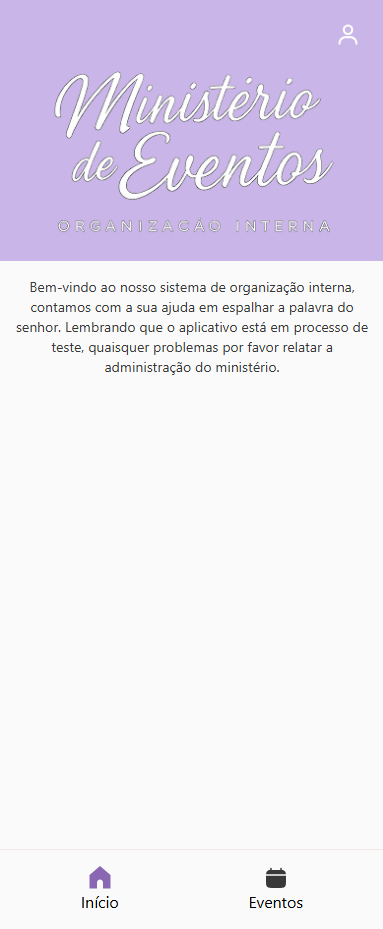 Ministério
de Eventos
ORGANIZAÇÃO INTERNA
Bem-vindo ao nosso sistema de organização interna,
contamos com a sua ajuda em espalhar a palavra do
senhor. Lembrando que o aplicativo está em processo de
teste, quaisquer problemas por favor relatar a
administração do ministério.
Início
Eventos